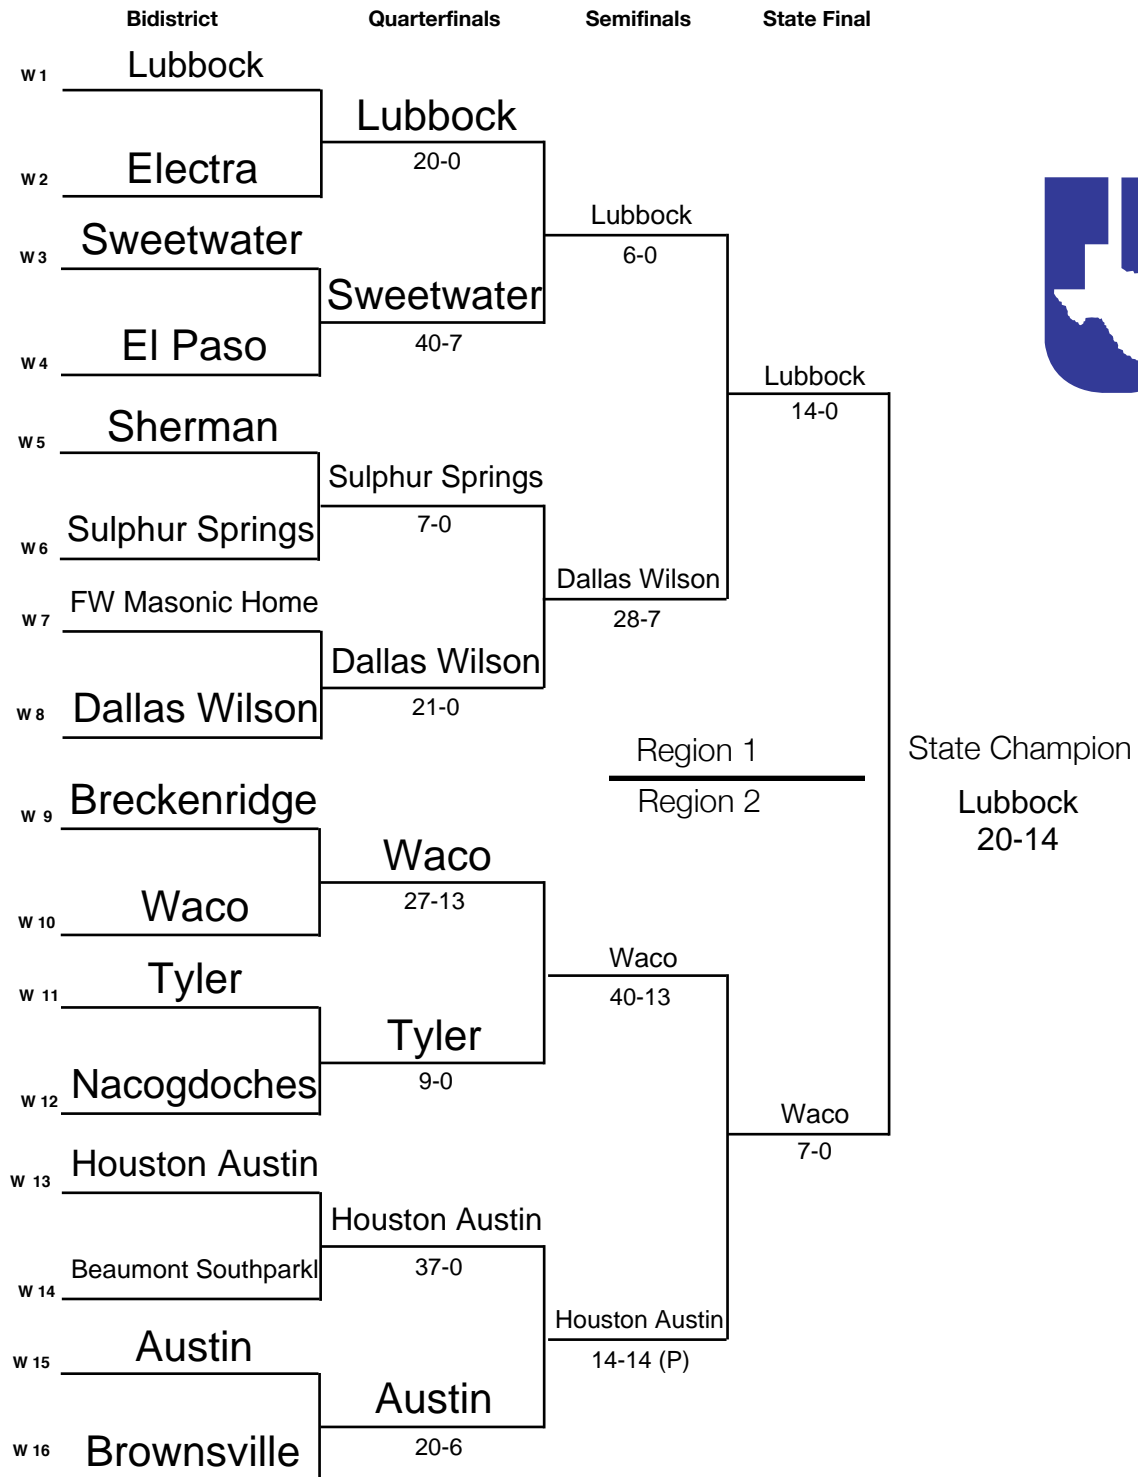 Bidistrict Quarterfinals Semifinals State Final
W 1 Lubbock
Lubbock
20-0
W 2 Electra
Lubbock
6-0
W 3 Sweetwater
Sweetwater
40-7
W 4 El Paso
Lubbock
14-0
W 5 Sherman
Sulphur Springs
7-0
W 6 Sulphur Springs
Dallas Wilson
28-7
W 7 FW Masonic Home
Dallas Wilson
21-0
W 8 Dallas Wilson
Region 1
Region 2
State Champion
Lubbock
20-14
W 9 Breckenridge
Waco
27-13
W 10 Waco
Waco
40-13
W 11 Tyler
Tyler
9-0
W 12 Nacogdoches
Waco
7-0
W 13 Houston Austin
Houston Austin
37-0
W 14 Beaumont Southparkl
Houston Austin
14-14 (P)
W 15 Austin
Austin
20-6
W 16 Brownsville